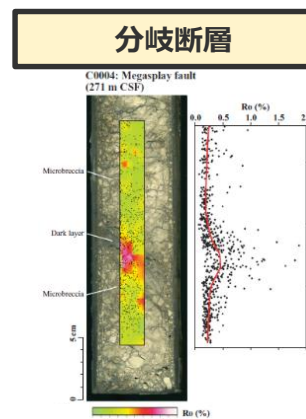 分岐断層
C0004: Megasplay fault
(271 m CSF)
Ro (%)
0.0 0.5 1.0 1.5 2.
Microbreccia
Dark layer
Microbreccia
5 cm
0
Ro (%)